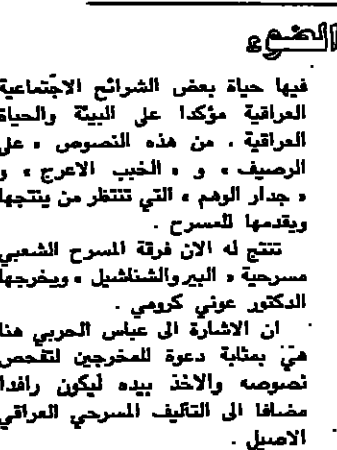 الضوء
فيها حياة بعض الشرائح الاجتماعية
العراقية مؤكدا على البيئة والحياة
العراقية . من هذه النصوص « على
الرصيف » و « الخيب الاعرج » و
« جدار الوهم » التي تنتظر من ينتجها
ويقدمها للمسرح .
تنتج له الان فرقة المسرح الشعبي
مسرحية « البير والشناشيل » ويخرجها
الدكتور عوني كرومي .
ان الاشارة الى عباس الحربي هنا
هي بمثابة دعوة للمخرجين لتفحص
نصوصه والاخذ بيده ليكون رافدا
مضافا الى التأليف المسرحي العراقي
الاصيل .